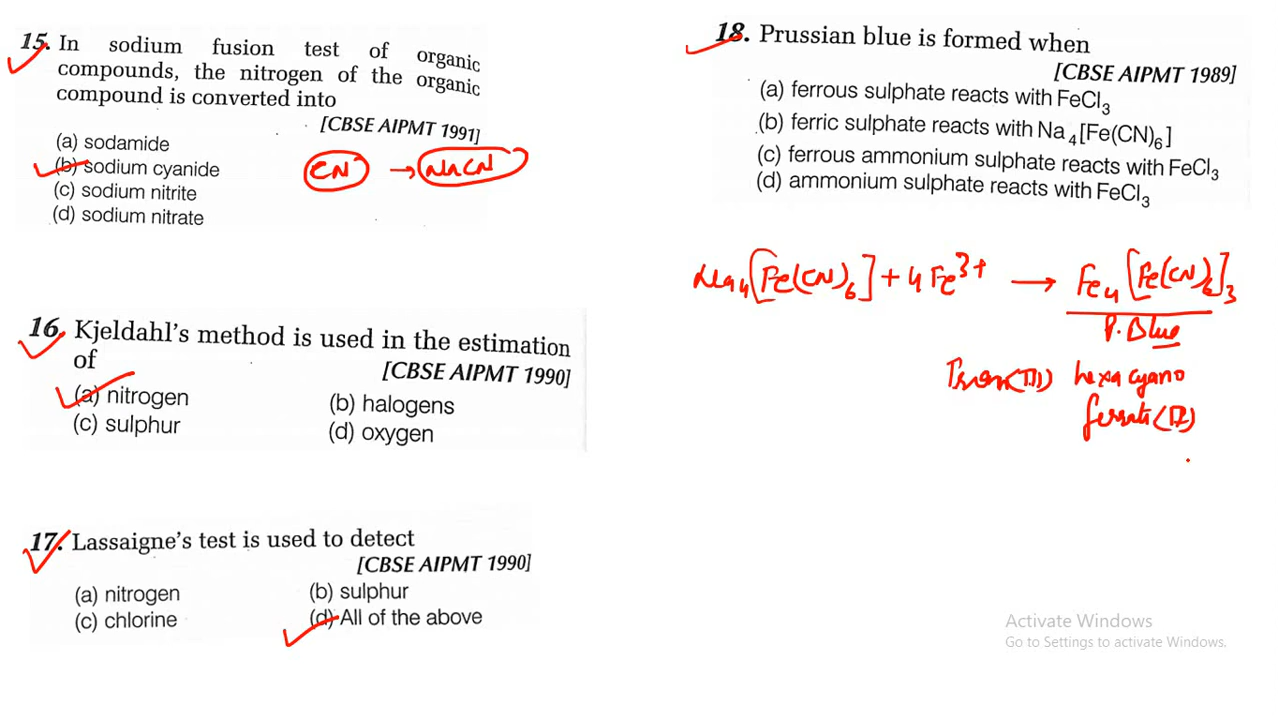 15. In sodium fusion test of organic
compounds, the nitrogen of the organic
compound is converted into
[CBSE AIPMT 1991]
(a) sodamide
(b) sodium cyanide
(c) sodium nitrite
(d) sodium nitrate
CN → NaCN
16. Kjeldahl's method is used in the estimation
of
[CBSE AIPMT 1990]
(a) nitrogen (b) halogens
(c) sulphur (d) oxygen
17. Lassaigne's test is used to detect
[CBSE AIPMT 1990]
(a) nitrogen (b) sulphur
(c) chlorine (d) All of the above
18. Prussian blue is formed when
[CBSE AIPMT 1989]
(a) ferrous sulphate reacts with FeCl₃
(b) ferric sulphate reacts with Na₄[Fe(CN)₆]
(c) ferrous ammonium sulphate reacts with FeCl₃
(d) ammonium sulphate reacts with FeCl₃
Na₄[Fe(CN)₆] + 4Fe³⁺ → Fe₄[Fe(CN)₆]₃
P. Blue
hexa cyano
Activate Windows
Go to Settings to activate Windows.